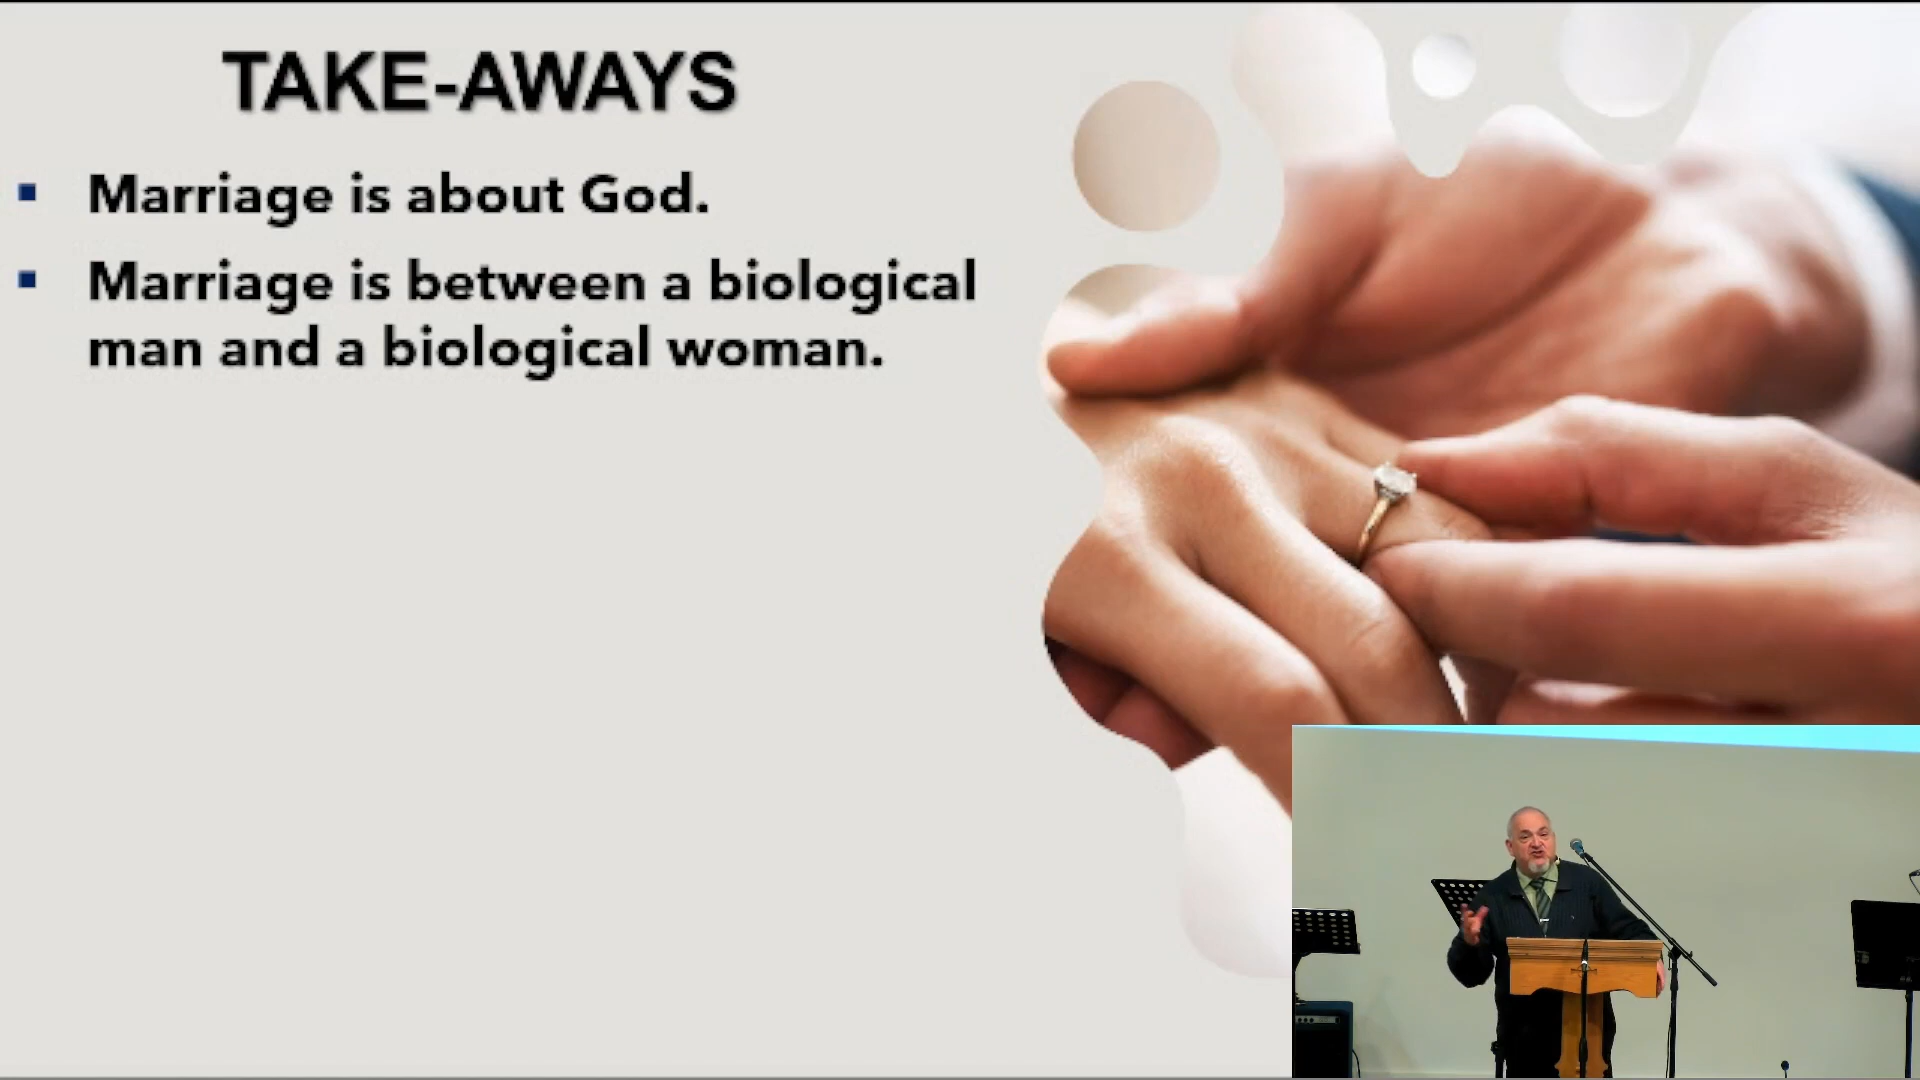 TAKE-AWAYS
▪ Marriage is about God.
▪ Marriage is between a biological
man and a biological woman.